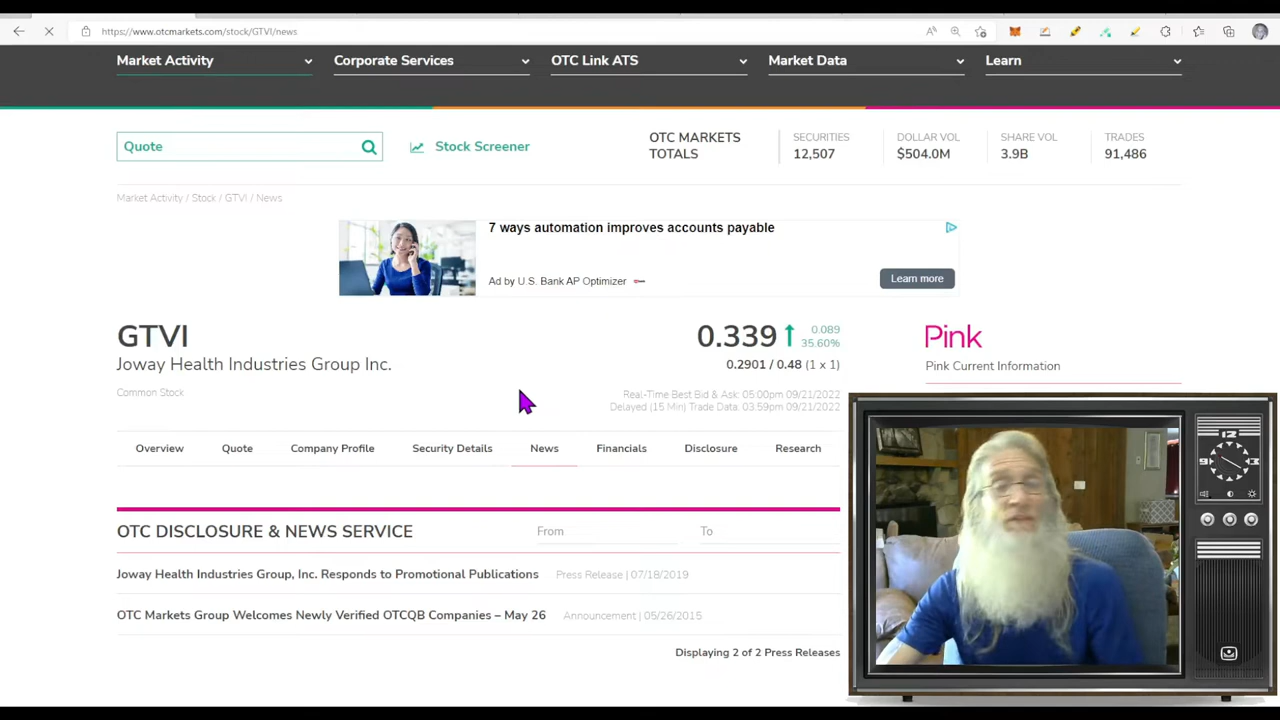 https://www.otcmarkets.com/stock/GTVI/news
Market Activity
Corporate Services
OTC Link ATS
Market Data
Learn
Quote
Stock Screener
OTC MARKETS TOTALS
SECURITIES
12,507
DOLLAR VOL
$504.0M
SHARE VOL
3.9B
TRADES
91,486
Market Activity / Stock / GTVI / News
7 ways automation improves accounts payable
Ad by U.S. Bank AP Optimizer
Learn more
GTVI
Joway Health Industries Group Inc.
Common Stock
0.339
0.089
35.60%
0.2901 / 0.48 (1 x 1)
Real-Time Best Bid & Ask: 05:00pm 09/21/2022
Delayed (15 Min) Trade Data: 03:59pm 09/21/2022
Pink
Pink Current Information
Overview
Quote
Company Profile
Security Details
News
Financials
Disclosure
Research
OTC DISCLOSURE & NEWS SERVICE
From
To
Joway Health Industries Group, Inc. Responds to Promotional Publications
Press Release | 07/18/2019
OTC Markets Group Welcomes Newly Verified OTCQB Companies – May 26
Announcement | 05/26/2015
Displaying 2 of 2 Press Releases
12
9
3